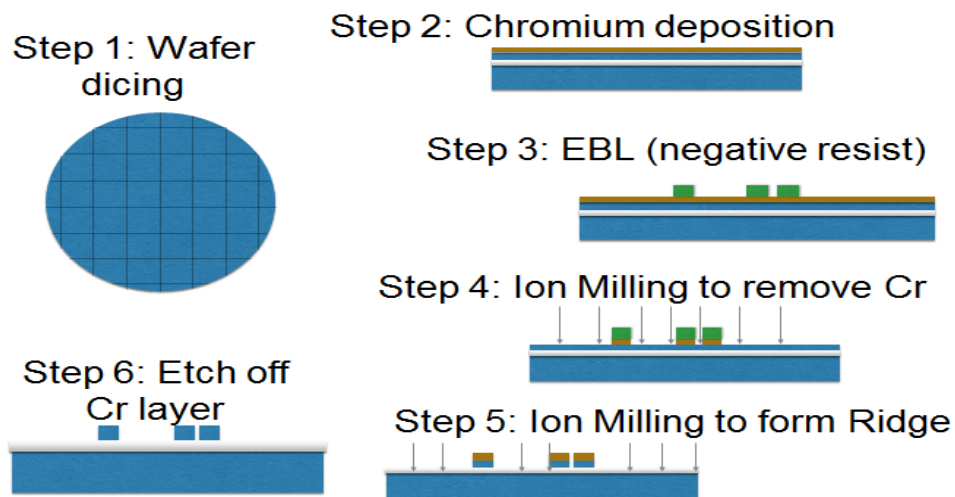 Step 1: Wafer
dicing
Step 2: Chromium deposition
Step 3: EBL (negative resist)
Step 4: Ion Milling to remove Cr
Step 5: Ion Milling to form Ridge
Step 6: Etch off
Cr layer